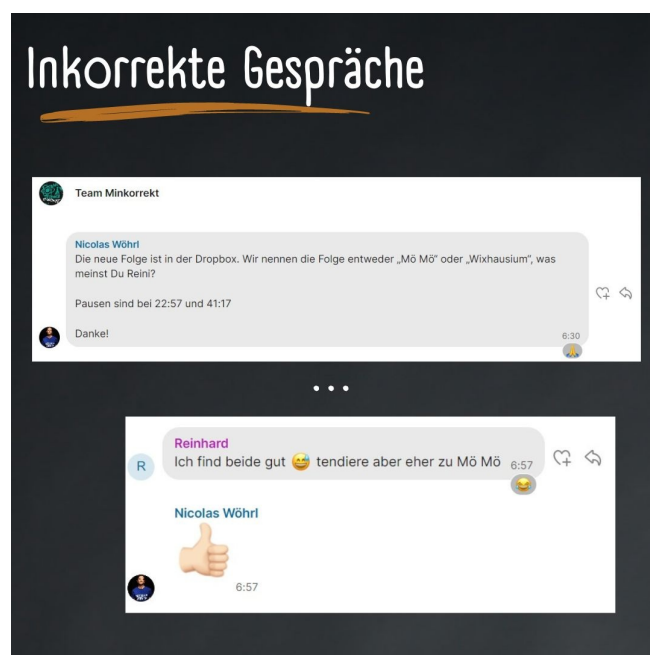 Inkorrekte Gespräche
Team Minkorrekt
Nicolas Wöhrl
Die neue Folge ist in der Dropbox. Wir nennen die Folge entweder „Mö Mö“ oder „Wixhausium“, was
meinst Du Reini?
Pausen sind bei 22:57 und 41:17
Danke!
6:30
...
R
Reinhard
Ich find beide gut 😅 tendiere aber eher zu Mö Mö 6:57
Nicolas Wöhrl
6:57